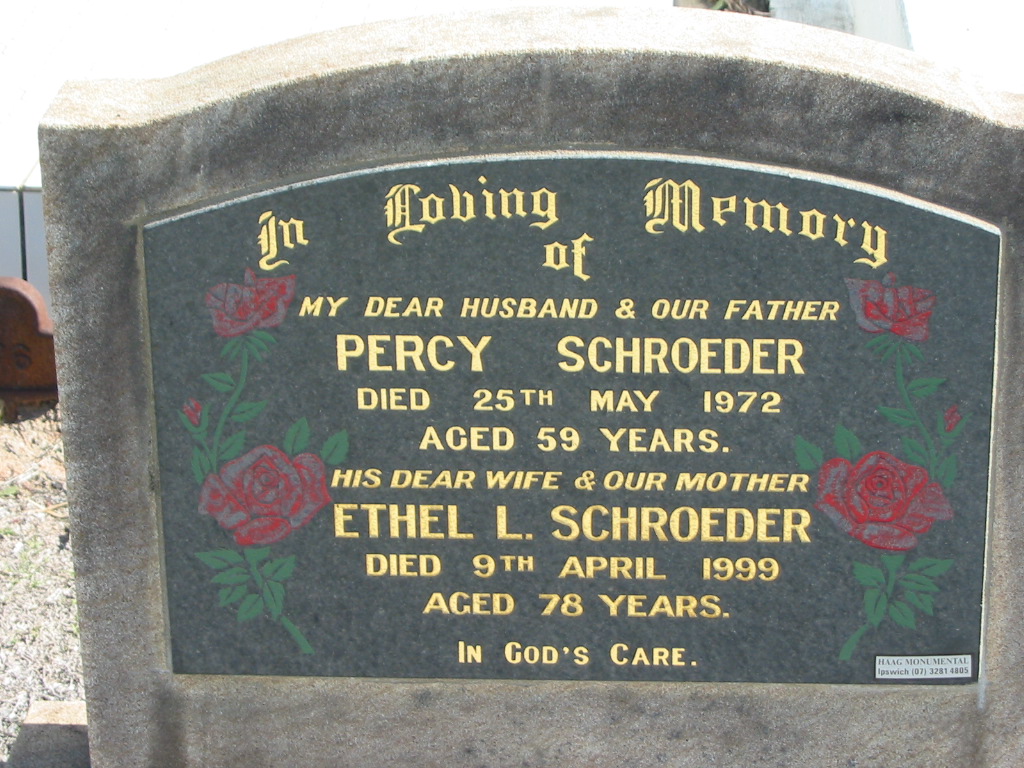 In Loving Memory
of
MY DEAR HUSBAND & OUR FATHER
PERCY SCHROEDER
DIED 25TH MAY 1972
AGED 59 YEARS.
HIS DEAR WIFE & OUR MOTHER
ETHEL L. SCHROEDER
DIED 9TH APRIL 1999
AGED 78 YEARS.
IN GOD'S CARE.
HAAG MONUMENTAL
Ipswich (07) 3281 4805